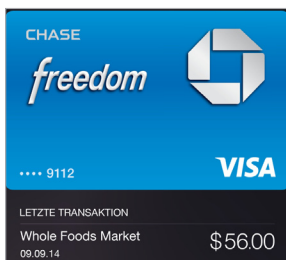 CHASE
freedom
•••• 9112
VISA
LETZTE TRANSAKTION
Whole Foods Market
$56.00
09.09.14